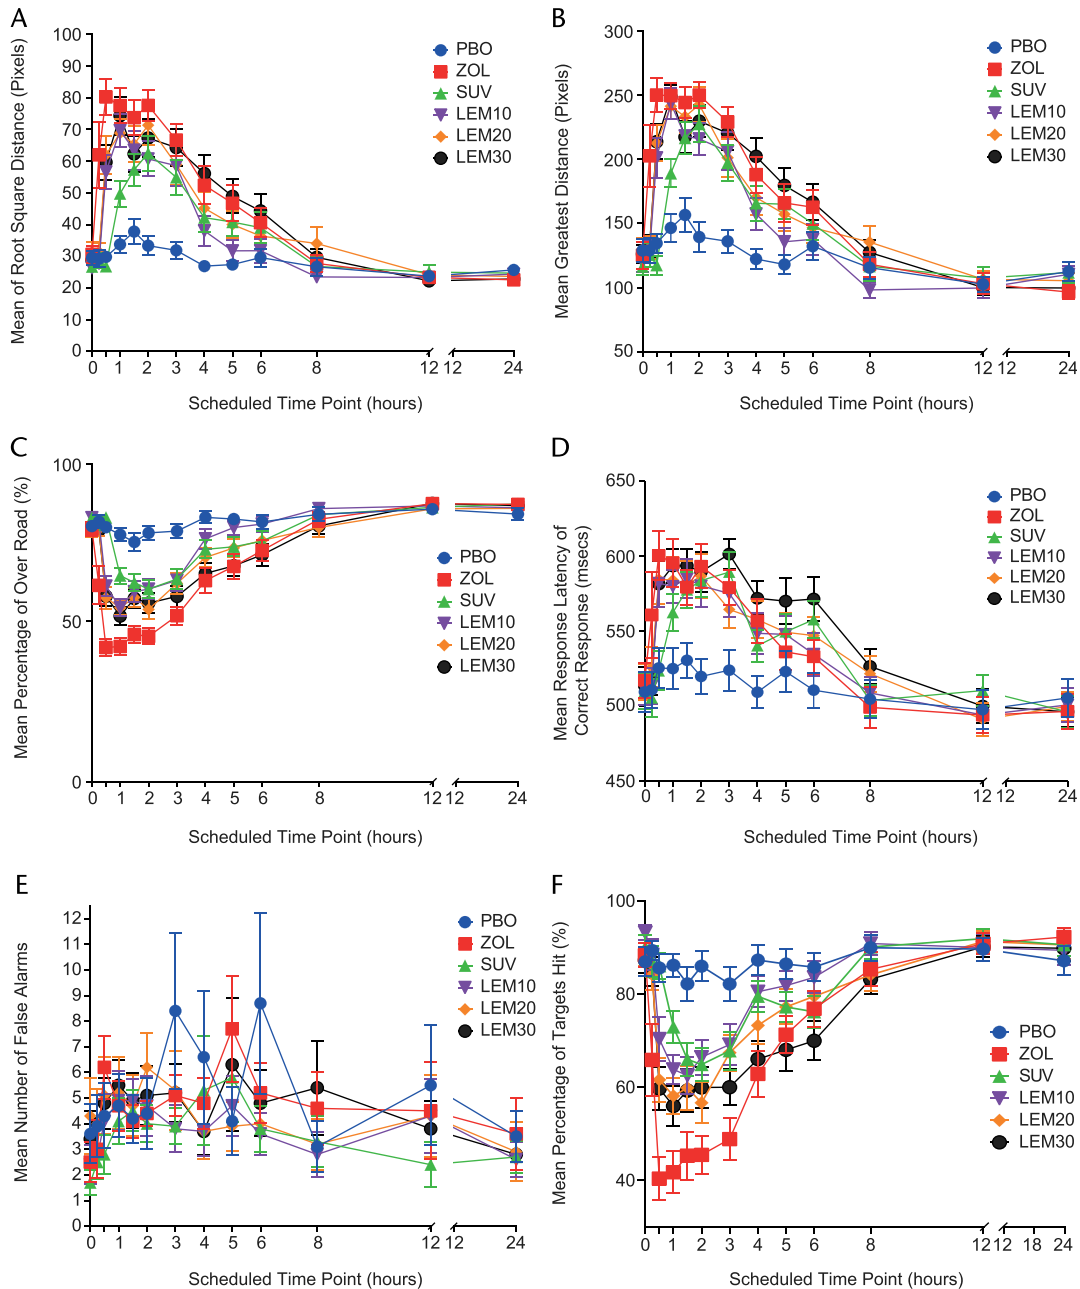 A
Mean of Root Square Distance (Pixels)
100
90
80
70
60
50
40
30
20
10
0
0 1 2 3 4 5 6 8 12 12 24
Scheduled Time Point (hours)
PBO
ZOL
SUV
LEM10
LEM20
LEM30
B
Mean Greatest Distance (Pixels)
300
250
200
150
100
50
0 1 2 3 4 5 6 8 12 12 24
Scheduled Time Point (hours)
PBO
ZOL
SUV
LEM10
LEM20
LEM30
C
Mean Percentage of Over Road (%)
100
50
0
0 1 2 3 4 5 6 8 12 12 24
Scheduled Time Point (hours)
PBO
ZOL
SUV
LEM10
LEM20
LEM30
D
Mean Response Latency of
Correct Response (msecs)
650
600
550
500
450
0 1 2 3 4 5 6 8 12 12 24
Scheduled Time Point (hours)
PBO
ZOL
SUV
LEM10
LEM20
LEM30
E
Mean Number of False Alarms
12
11
10
9
8
7
6
5
4
3
2
1
0
0 1 2 3 4 5 6 8 12 12 24
Scheduled Time Point (hours)
PBO
ZOL
SUV
LEM10
LEM20
LEM30
F
Mean Percentage of Targets Hit (%)
100
80
60
40
0 1 2 3 4 5 6 8 12 12 18 24
Scheduled Time Point (hours)
PBO
ZOL
SUV
LEM10
LEM20
LEM30